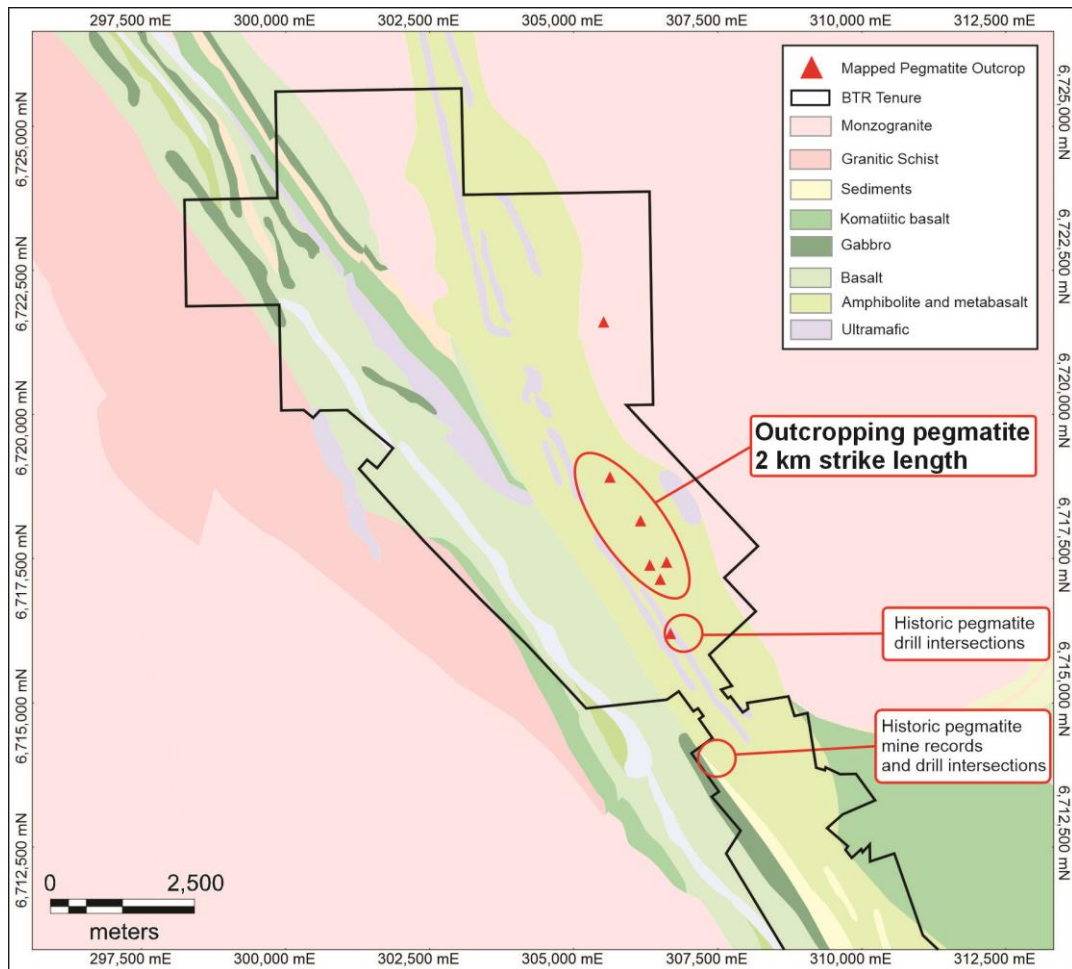 297,500 mE 300,000 mE 302,500 mE 305,000 mE 307,500 mE 310,000 mE 312,500 mE
6,725,000 mN
6,722,500 mN
6,720,000 mN
6,717,500 mN
6,715,000 mN
6,712,500 mN
Mapped Pegmatite Outcrop
BTR Tenure
Monzogranite
Granitic Schist
Sediments
Komatiitic basalt
Gabbro
Basalt
Amphibolite and metabasalt
Ultramafic
Outcropping pegmatite
2 km strike length
Historic pegmatite
drill intersections
Historic pegmatite
mine records
and drill intersections
0 2,500
meters
6,725,000 mN
6,722,500 mN
6,720,000 mN
6,717,500 mN
6,715,000 mN
6,712,500 mN
297,500 mE 300,000 mE 302,500 mE 305,000 mE 307,500 mE 310,000 mE 312,500 mE